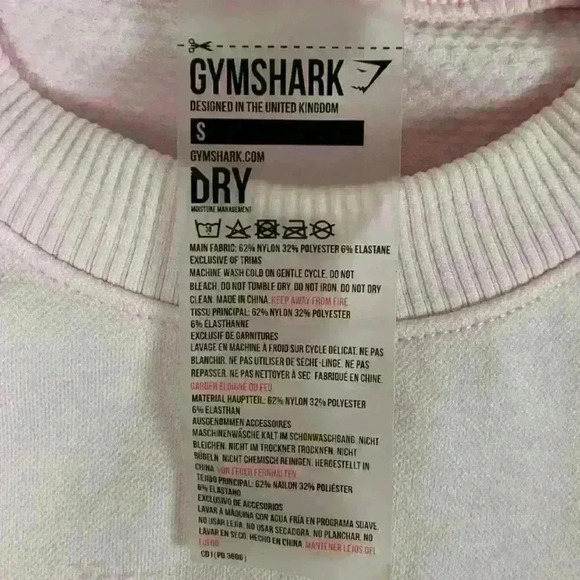 GYMSHARK
DESIGNED IN THE UNITED KINGDOM
S
GYMSHARK.COM
DRY
MOISTURE MANAGEMENT
MAIN FABRIC: 62% NYLON 32% POLYESTER 6% ELASTANE
EXCLUSIVE OF TRIMS
MACHINE WASH COLD ON GENTLE CYCLE. DO NOT
BLEACH. DO NOT TUMBLE DRY. DO NOT IRON. DO NOT DRY
CLEAN. MADE IN CHINA. KEEP AWAY FROM FIRE
TISSU PRINCIPAL: 62% NYLON 32% POLYESTER
6% ELASTHANNE
EXCLUSIF DE GARNITURES
LAVAGE EN MACHINE A FROID SUR CYCLE DELICAT. NE PAS
BLANCHIR. NE PAS UTILISER DE SÈCHE-LINGE. NE PAS
REPASSER. NE PAS NETTOYER À SEC. FABRIQUÉ EN CHINE.
GARDER ÉLOIGNÉ DU FEU
MATERIAL HAUPTTEIL: 62% NYLON 32% POLYESTER
6% ELASTHAN
AUSGENOMMEN ACCESSOIRES
MASCHINENWÄSCHE KALT IM SCHONWASCHGANG. NICHT
BLEICHEN. NICHT IM TROCKNER TROCKNEN. NICHT
BÜGELN. NICHT CHEMISCH REINIGEN. HERGESTELLT IN
CHINA. VOR FEUER FERNHALTEN
TEJIDO PRINCIPAL: 62% NAILON 32% POLIÉSTER
6% ELASTANO
EXCLUSIVO DE ACCESORIOS
LAVAR A MÁQUINA CON AGUA FRÍA EN PROGRAMA SUAVE.
NO USAR LEJÍA. NO USAR SECADORA. NO PLANCHAR. NO
LAVAR EN SECO. HECHO EN CHINA. MANTENER LEJOS DEL
FUEGO
CD1 (PO.3606)